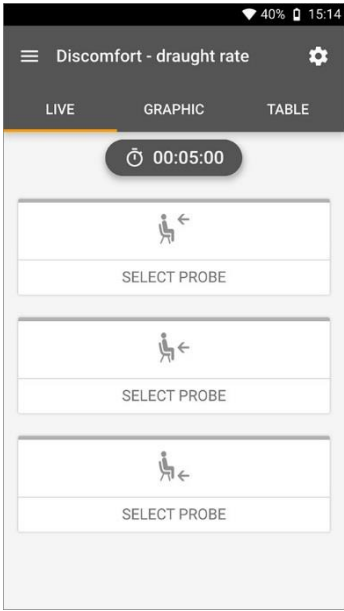 40% 15:14
Discomfort - draught rate
LIVE GRAPHIC TABLE
00:05:00
SELECT PROBE
SELECT PROBE
SELECT PROBE